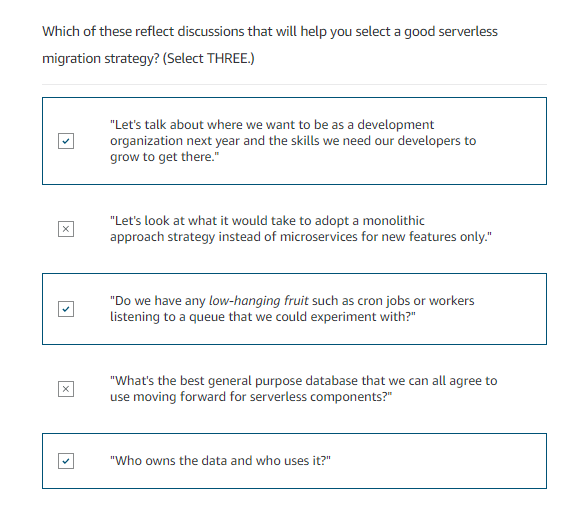 Which of these reflect discussions that will help you select a good serverless
migration strategy? (Select THREE.)
"Let's talk about where we want to be as a development
organization next year and the skills we need our developers to
grow to get there."
"Let's look at what it would take to adopt a monolithic
approach strategy instead of microservices for new features only."
"Do we have any low-hanging fruit such as cron jobs or workers
listening to a queue that we could experiment with?"
"What's the best general purpose database that we can all agree to
use moving forward for serverless components?"
"Who owns the data and who uses it?"